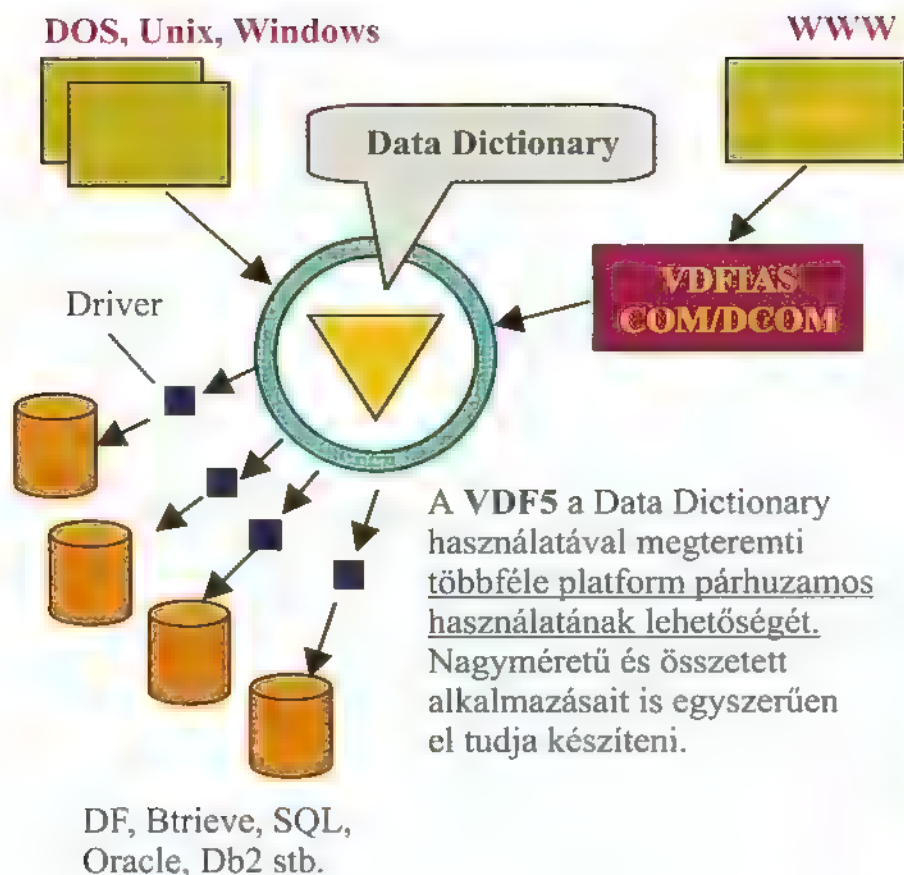 DOS, Unix, Windows
WWW
Data Dictionary
VDFIAS
COM/DCOM
Driver
A VDF5 a Data Dictionary
használatával megteremti
többféle platform párhuzamos
használatának lehetőségét.
Nagyméretű és összetett
alkalmazásait is egyszerűen
el tudja készíteni.
DF, Btrieve, SQL,
Oracle, Db2 stb.